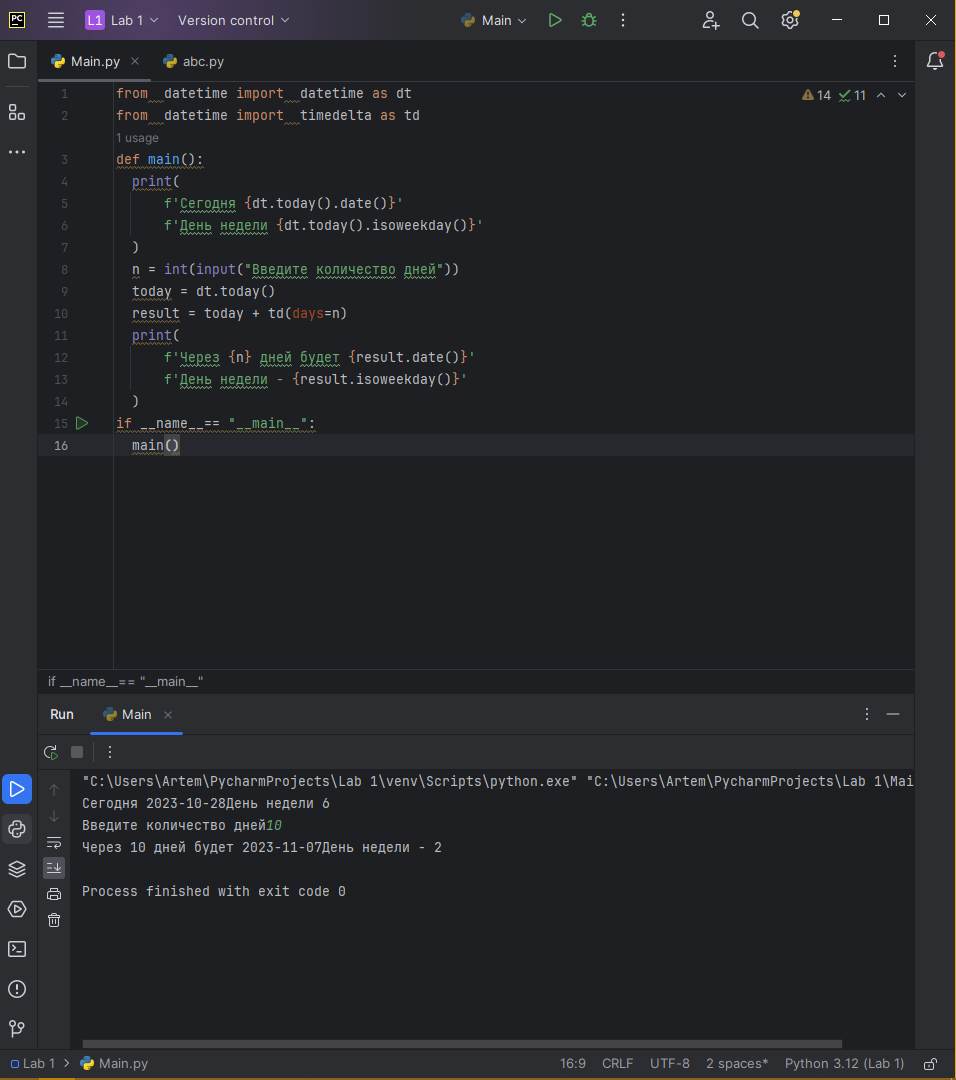 PC L1 Lab 1 Version control Main
Main.py abc.py
1 from  datetime import  datetime as dt 14 11
2 from  datetime import  timedelta as td
1 usage
3 def main():
4 print(
5 f'Сегодня {dt.today().date()}'
6 f'День недели {dt.today().isoweekday()}'
7 )
8 n = int(input("Введите количество дней"))
9 today = dt.today()
10 result = today + td(days=n)
11 print(
12 f'Через {n} дней будет {result.date()}'
13 f'День недели - {result.isoweekday()}'
14 )
15 if __name__== "__main__":
16 main()
if __name__== "__main__"
Run Main
"C:\Users\Artem\PycharmProjects\Lab 1\venv\Scripts\python.exe" "C:\Users\Artem\PycharmProjects\Lab 1\Mai
Сегодня 2023-10-28День недели 6
Введите количество дней10
Через 10 дней будет 2023-11-07День недели - 2
Process finished with exit code 0
Lab 1 Main.py 16:9 CRLF UTF-8 2 spaces* Python 3.12 (Lab 1)